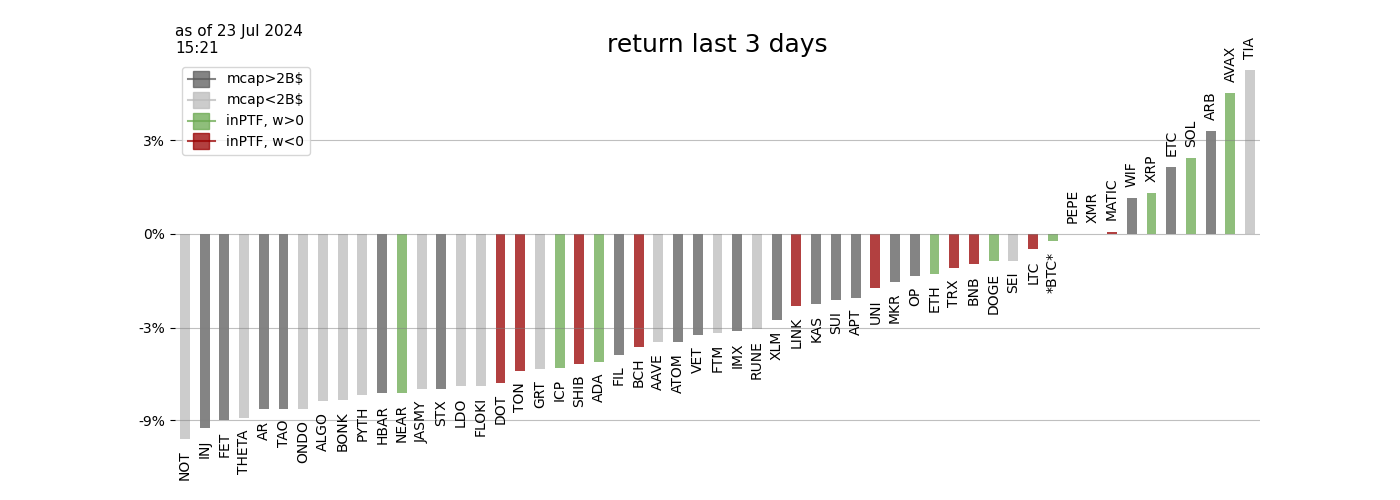 as of 23 Jul 2024
15:21
return last 3 days
mcap>2B$
mcap<2B$
inPTF, w>0
inPTF, w<0
3%
0%
-3%
-9%
NOT
INJ
FET
THETA
AR
TAO
ONDO
ALGO
BONK
PYTH
HBAR
NEAR
JASMY
STX
LDO
FLOKI
DOT
TON
GRT
ICP
SHIB
ADA
FIL
BCH
AAVE
ATOM
VET
FTM
IMX
RUNE
XLM
LINK
KAS
SUI
APT
UNI
MKR
OP
ETH
TRX
BNB
DOGE
SEI
LTC
*BTC*
PEPE
XMR
MATIC
WIF
XRP
ETC
SOL
ARB
AVAX
TIA